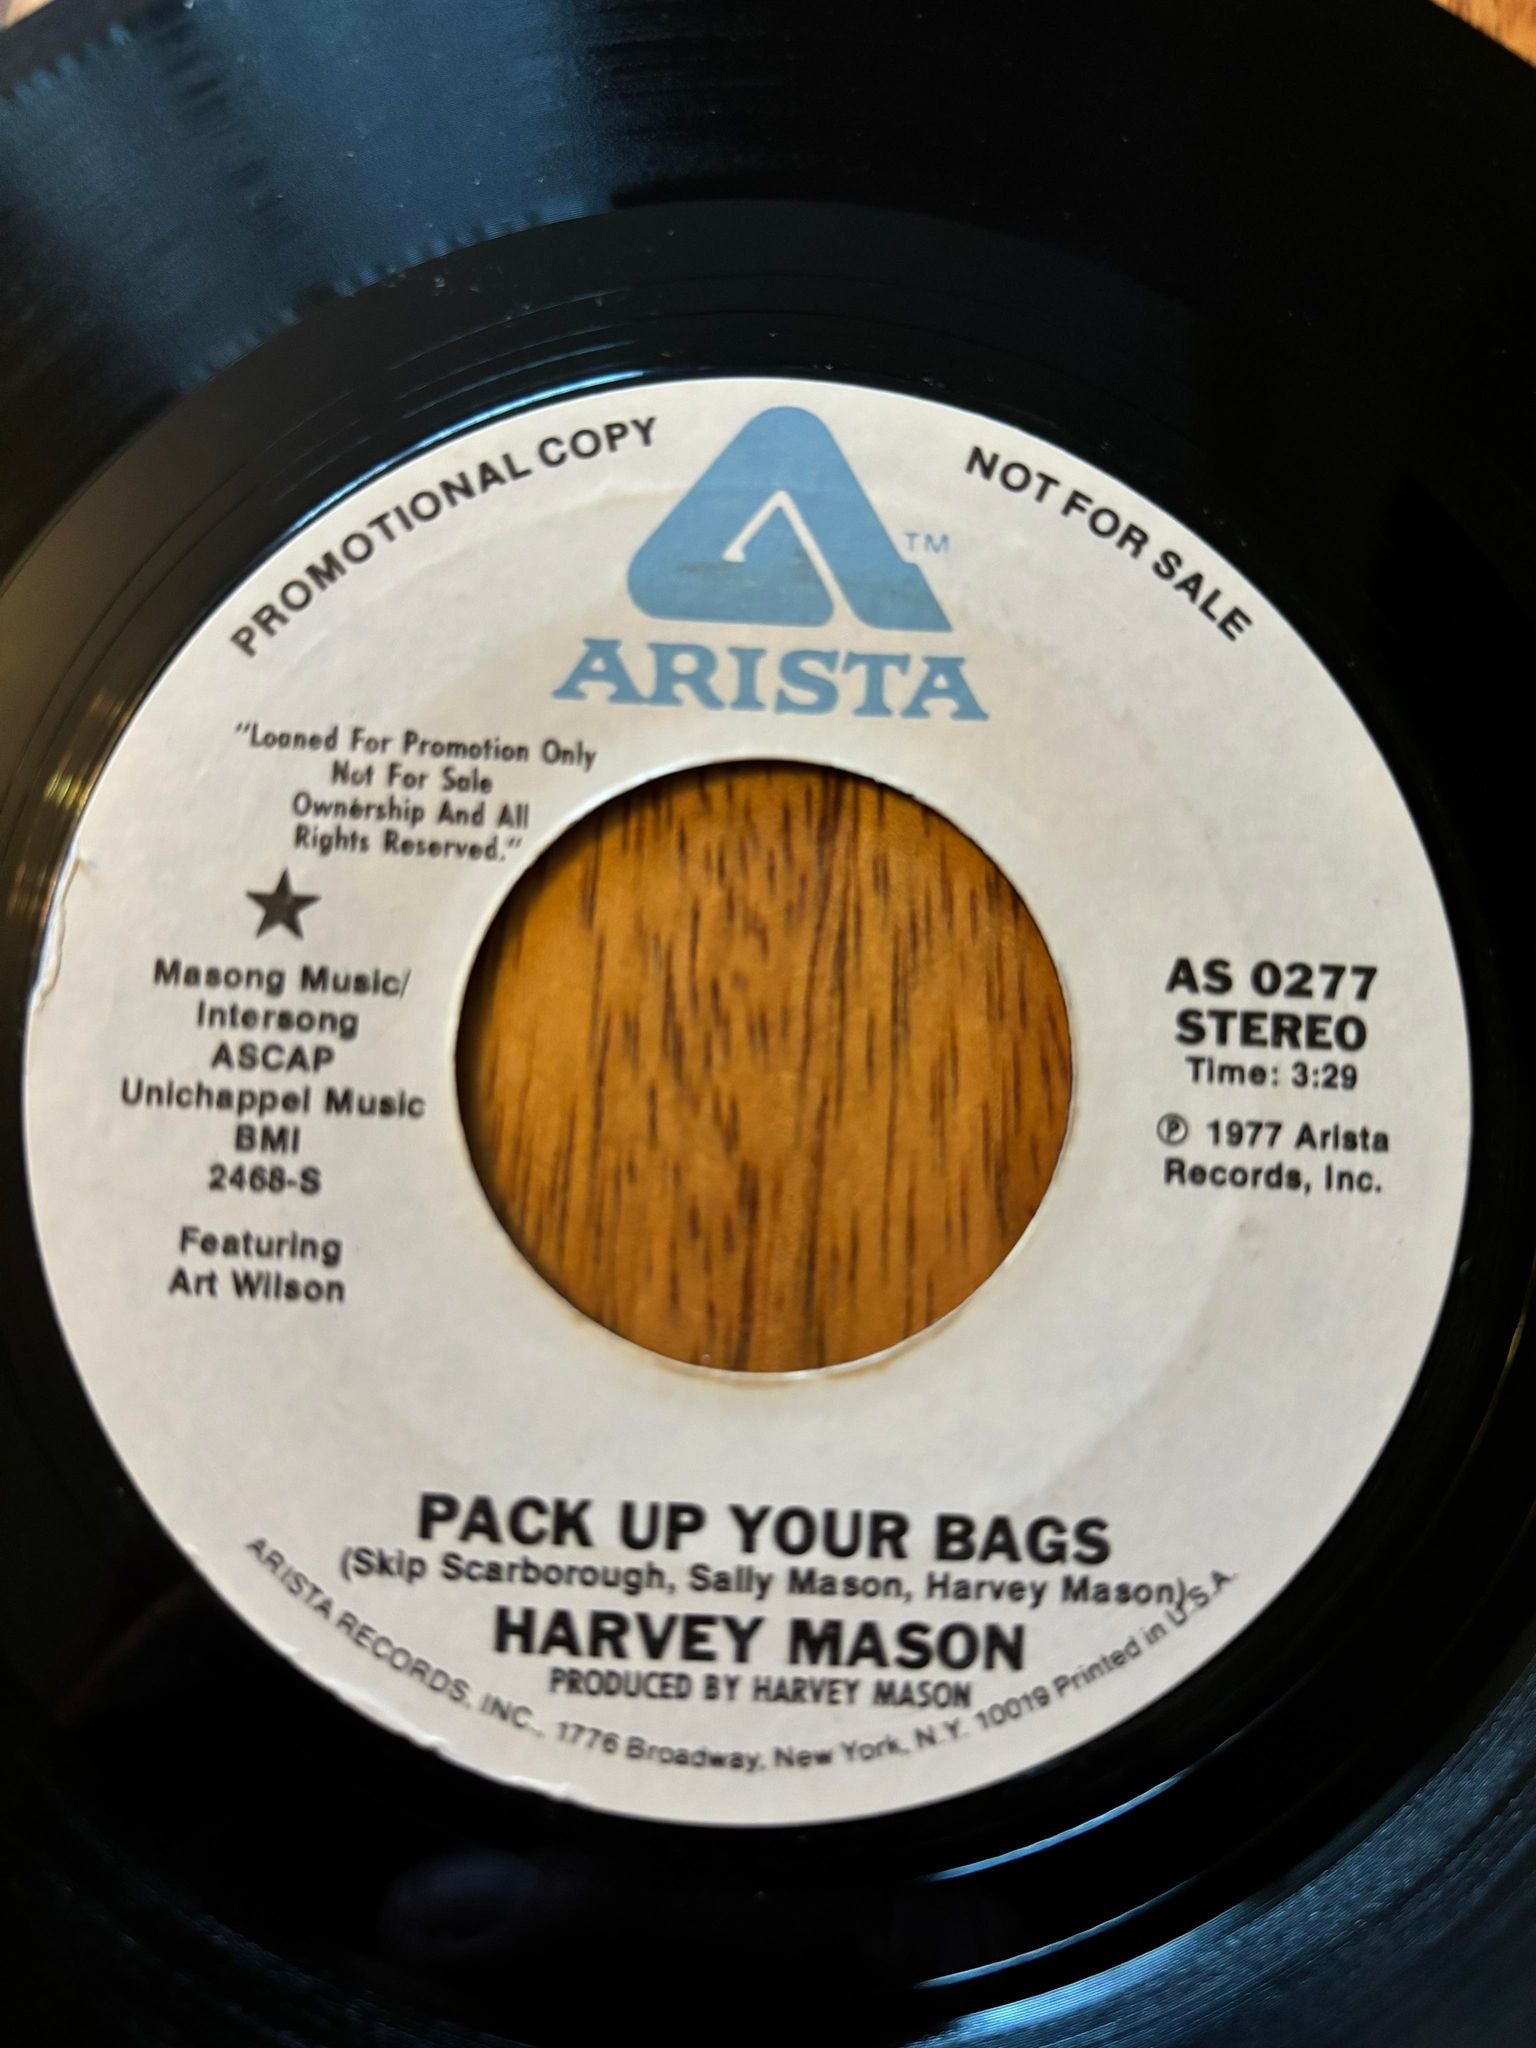 PROMOTIONAL COPY
NOT FOR SALE
TM
ARISTA
"Loaned For Promotion Only
Not For Sale
Ownership And All
Rights Reserved."
Masong Music/
Intersong
ASCAP
Unichappel Music
BMI
2468-S
Featuring
Art Wilson
AS 0277
STEREO
Time: 3:29
℗ 1977 Arista
Records, Inc.
PACK UP YOUR BAGS
(Skip Scarborough, Sally Mason, Harvey Mason)
HARVEY MASON
PRODUCED BY HARVEY MASON
ARISTA RECORDS, INC., 1776 Broadway, New York, N.Y. 10019 Printed in U.S.A.